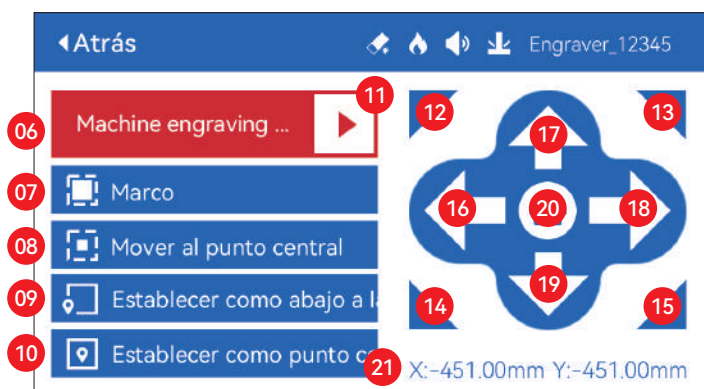 Atrás Engraver_12345
11
12 13
06 Machine engraving ...
17
07 Marco
16 20 18
08 Mover al punto central
09 Establecer como abajo a la
19
14 15
10 Establecer como punto
21 X:-451.00mm Y:-451.00mm